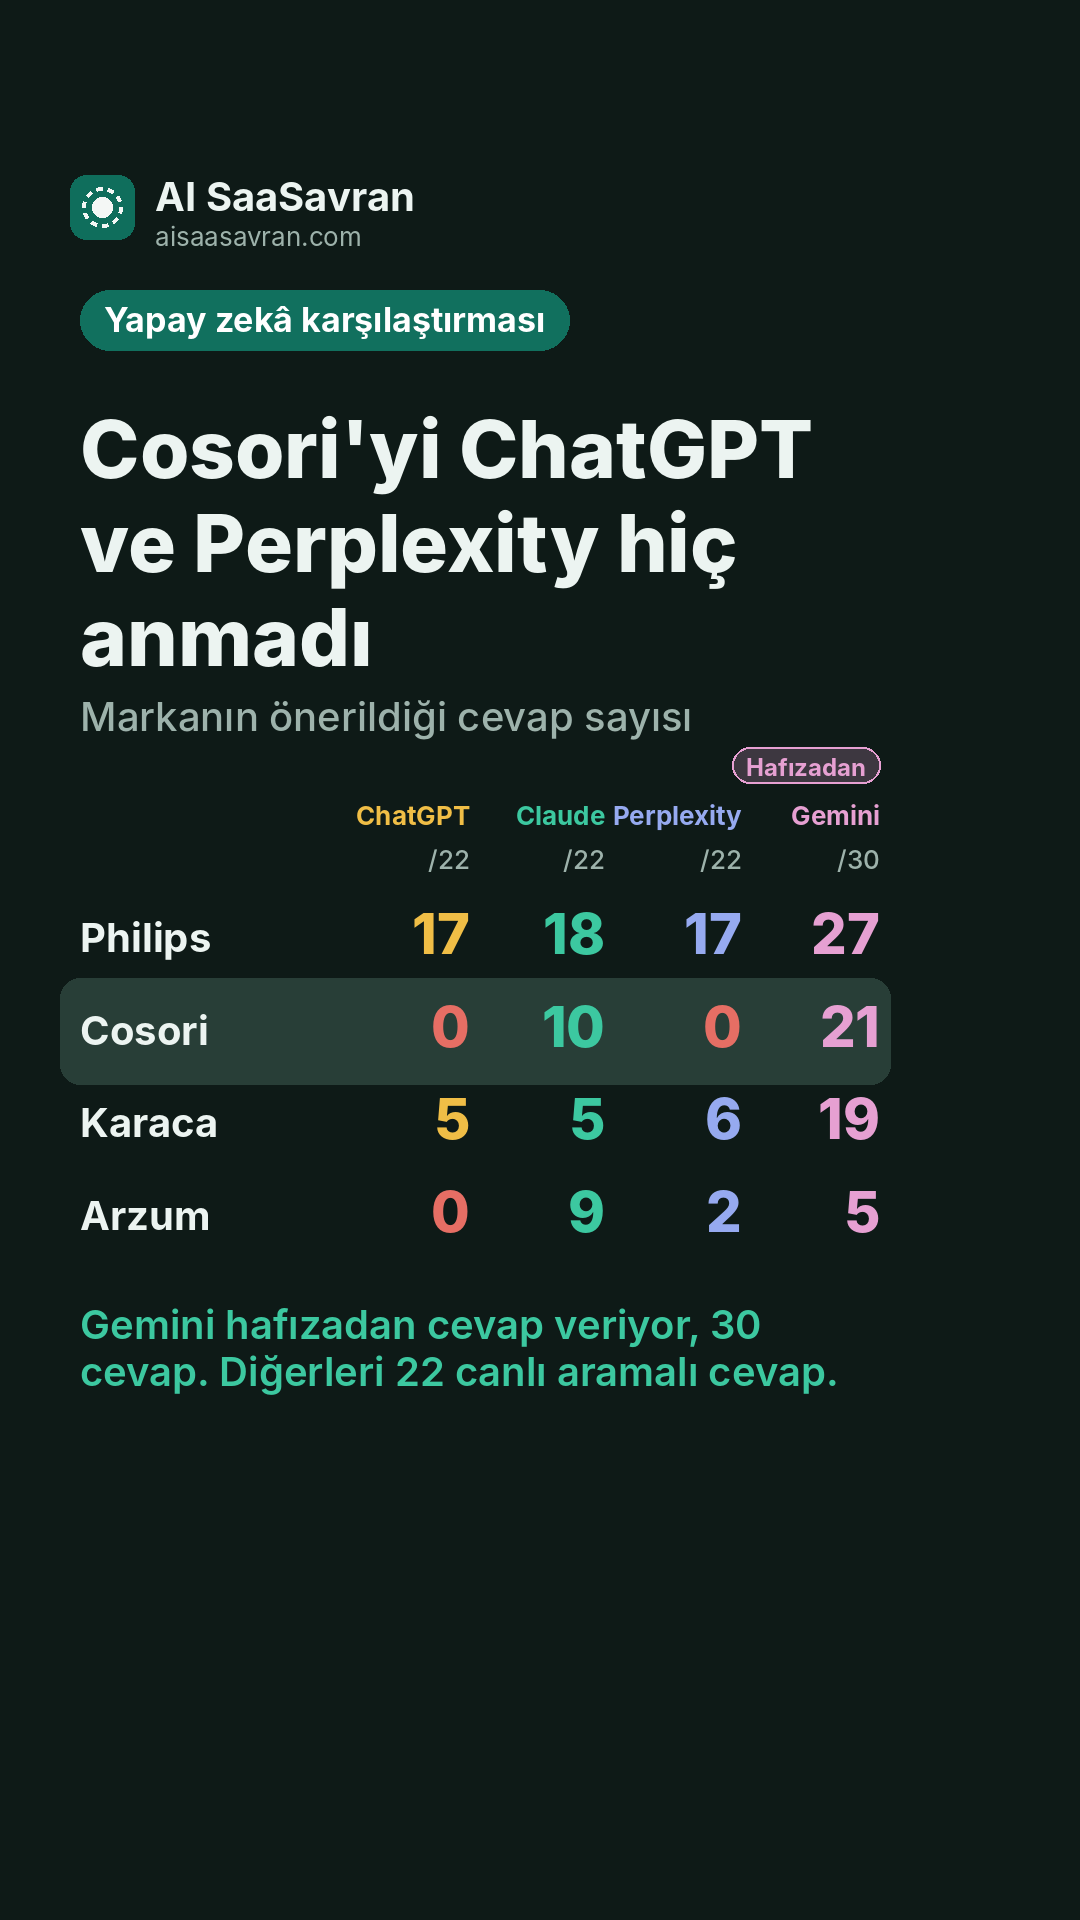 AI SaaSavran
aisaasavran.com
Yapay zekâ karşılaştırması
Cosori'yi ChatGPT
ve Perplexity hiç
anmadı
Markanın önerildiği cevap sayısı
Hafızadan
ChatGPT Claude Perplexity Gemini
/22 /22 /22 /30
Philips 17 18 17 27
Cosori 0 10 0 21
Karaca 5 5 6 19
Arzum 0 9 2 5
Gemini hafızadan cevap veriyor, 30
cevap. Diğerleri 22 canlı aramalı cevap.